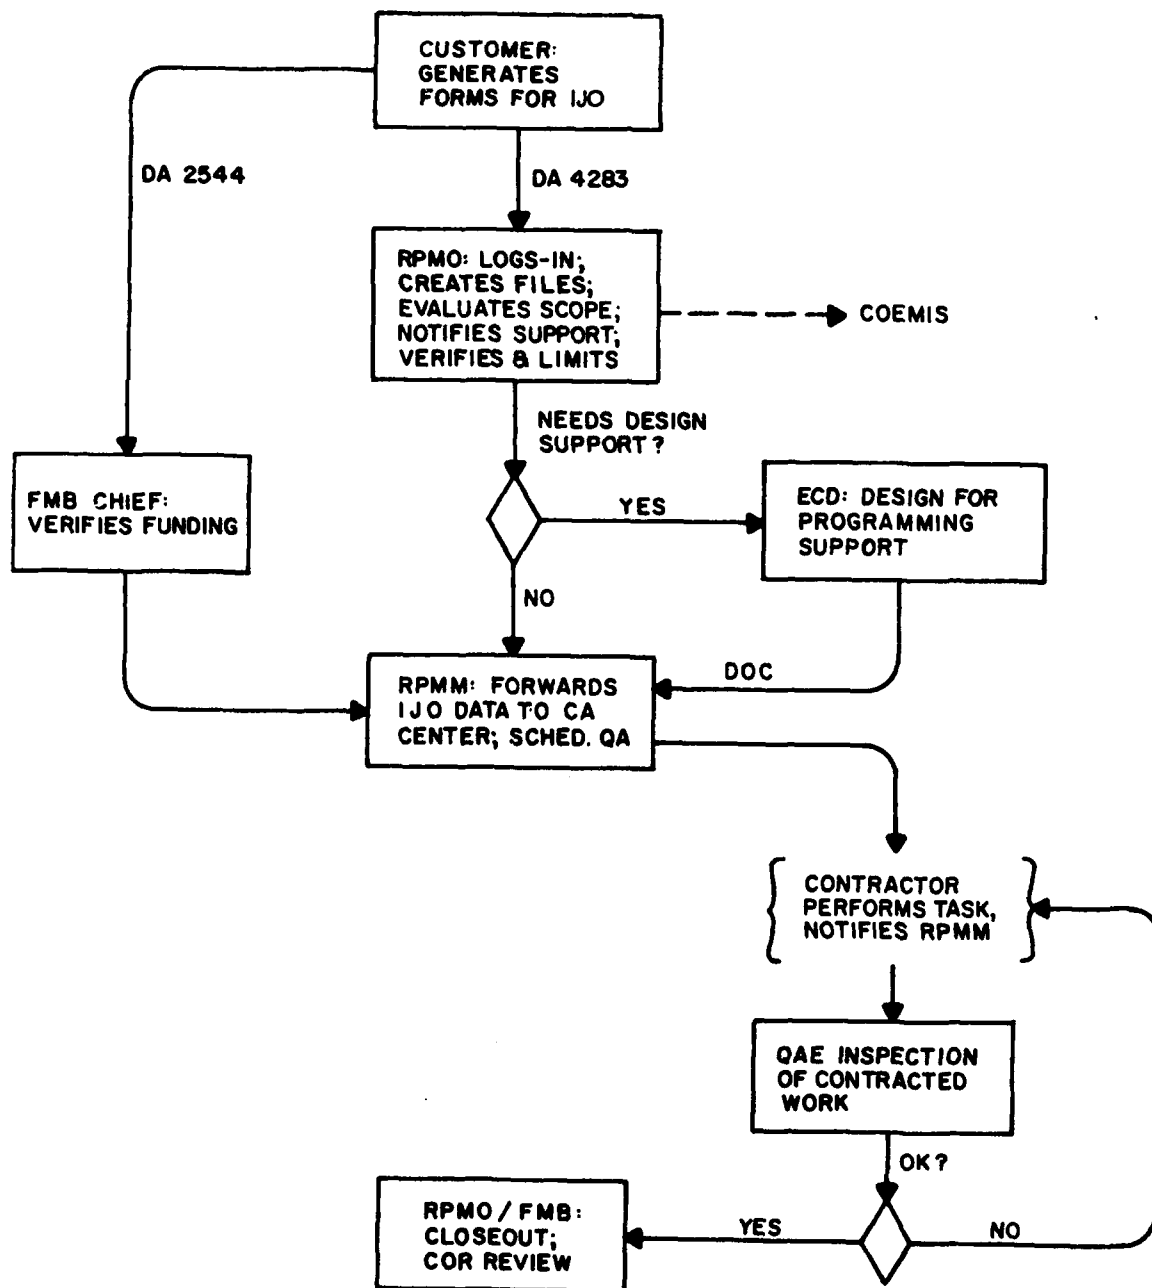 CUSTOMER:
GENERATES
FORMS FOR IJO
DA 2544
DA 4283
RPMO: LOGS-IN;
CREATES FILES;
EVALUATES SCOPE;
NOTIFIES SUPPORT;
VERIFIES & LIMITS
COEMIS
NEEDS DESIGN
SUPPORT?
FMB CHIEF:
VERIFIES FUNDING
YES
ECD: DESIGN FOR
PROGRAMMING
SUPPORT
NO
DOC
RPMM: FORWARDS
IJO DATA TO CA
CENTER; SCHED. QA
CONTRACTOR
PERFORMS TASK,
NOTIFIES RPMM
QAE INSPECTION
OF CONTRACTED
WORK
OK?
RPMO / FMB:
CLOSEOUT;
COR REVIEW
YES
NO